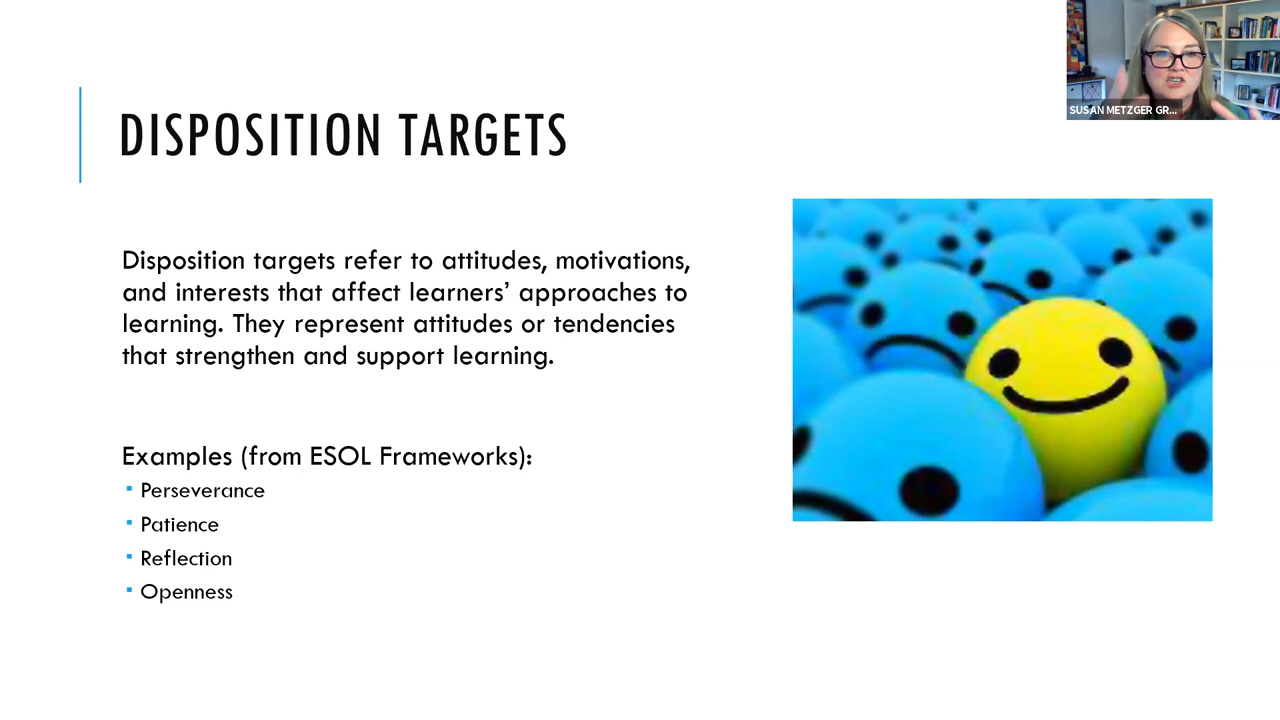 SUSAN METZGER GR...
DISPOSITION TARGETS
Disposition targets refer to attitudes, motivations,
and interests that affect learners’ approaches to
learning. They represent attitudes or tendencies
that strengthen and support learning.
Examples (from ESOL Frameworks):
▪ Perseverance
▪ Patience
▪ Reflection
▪ Openness